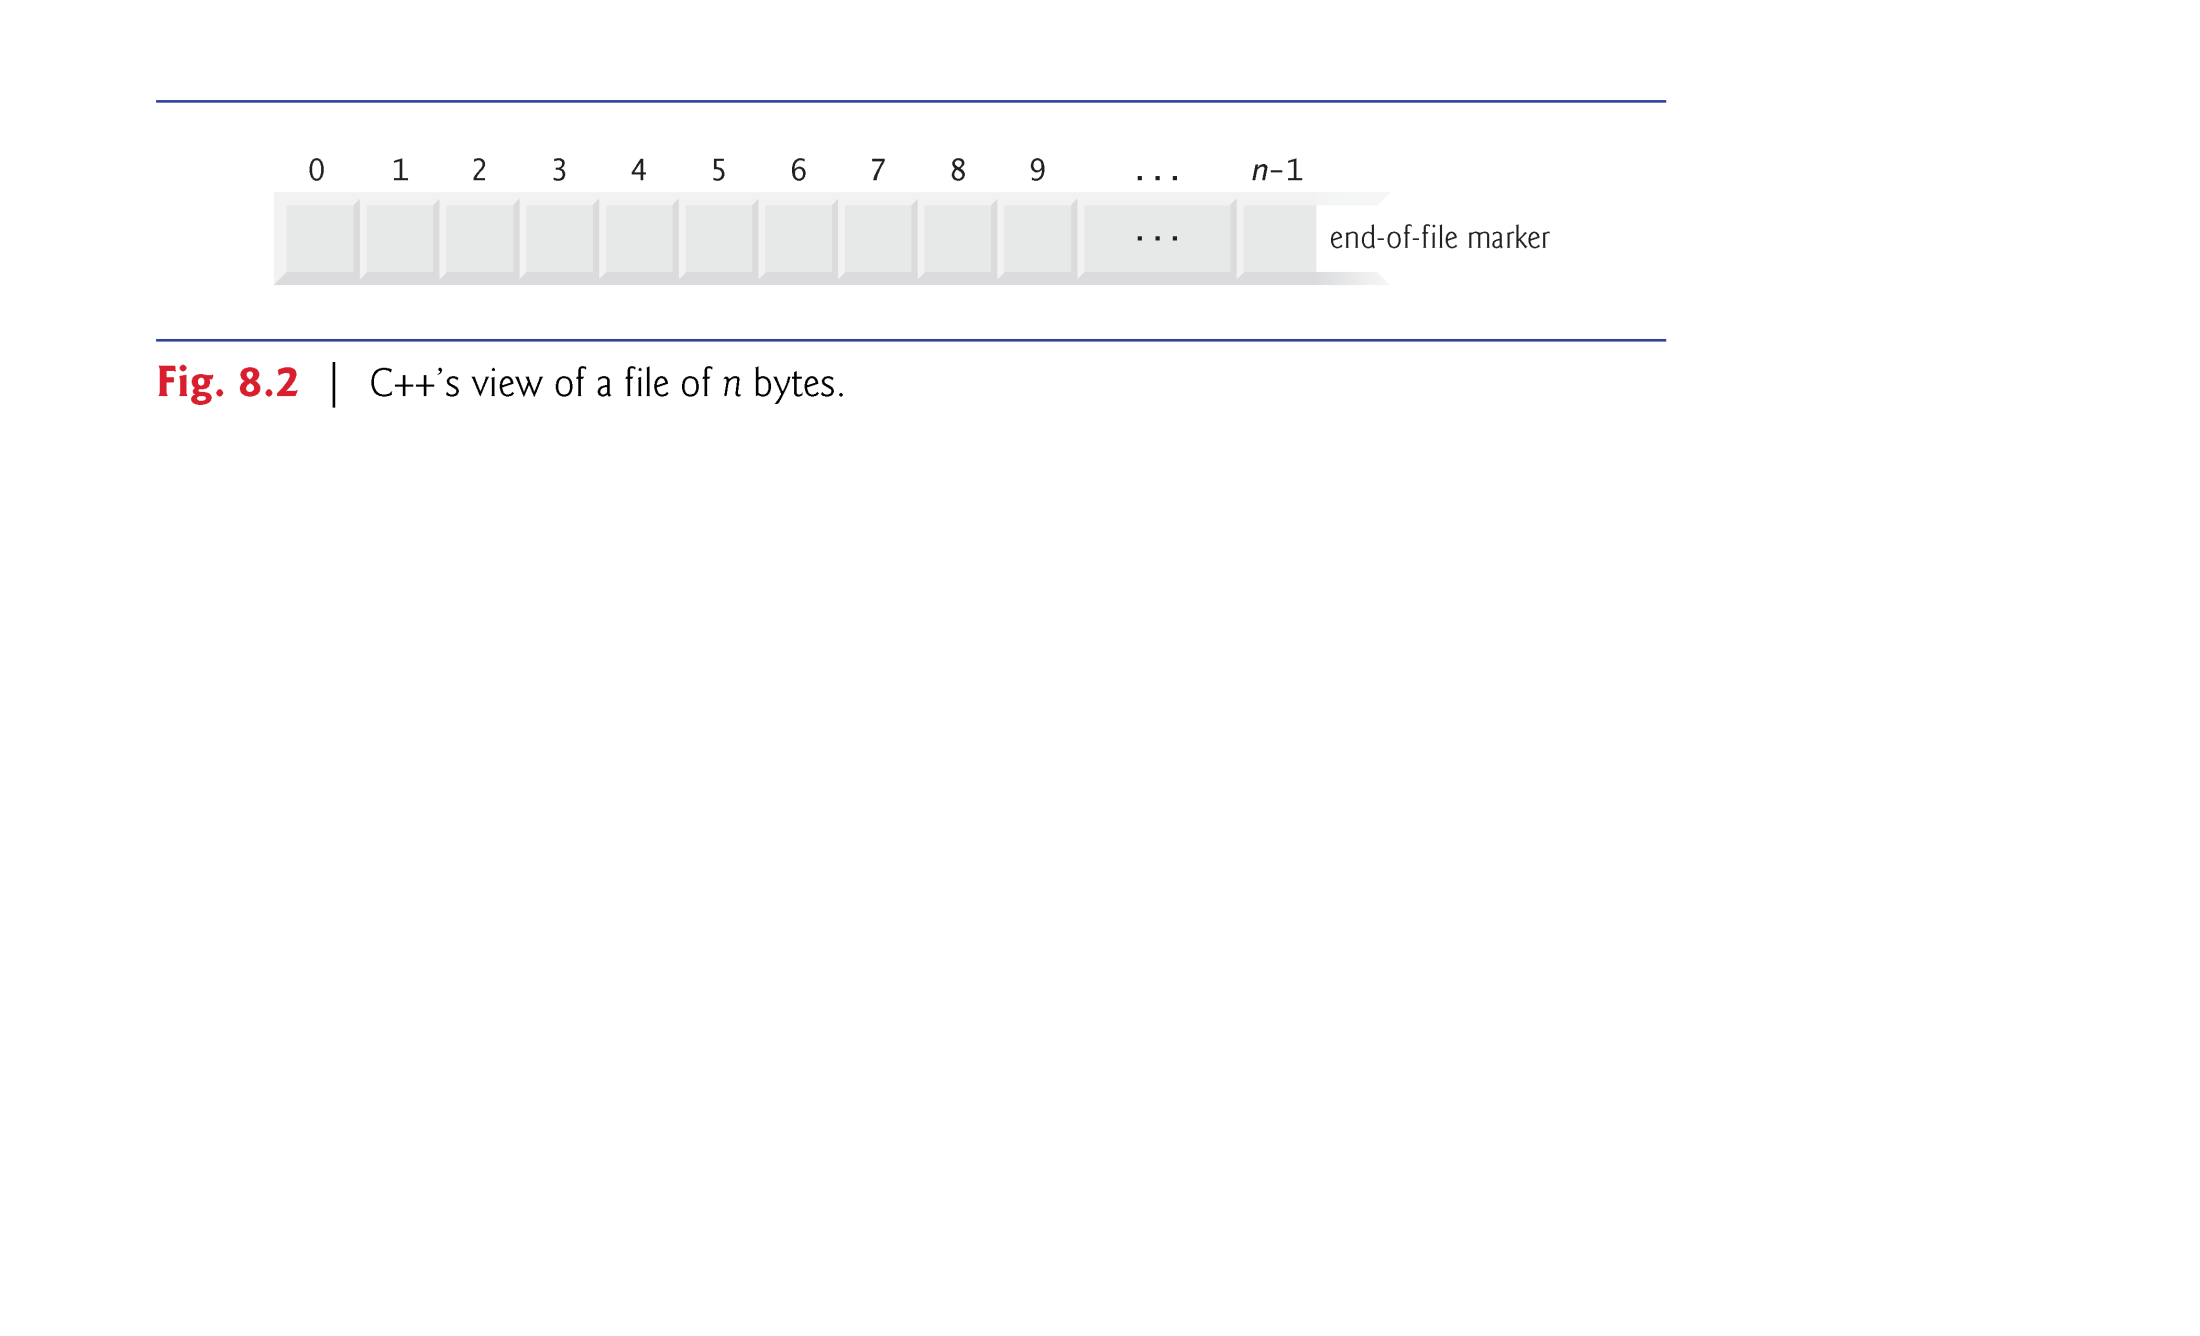 0 1 2 3 4 5 6 7 8 9 ... n-1
... end-of-file marker
Fig. 8.2 | C++’s view of a file of n bytes.